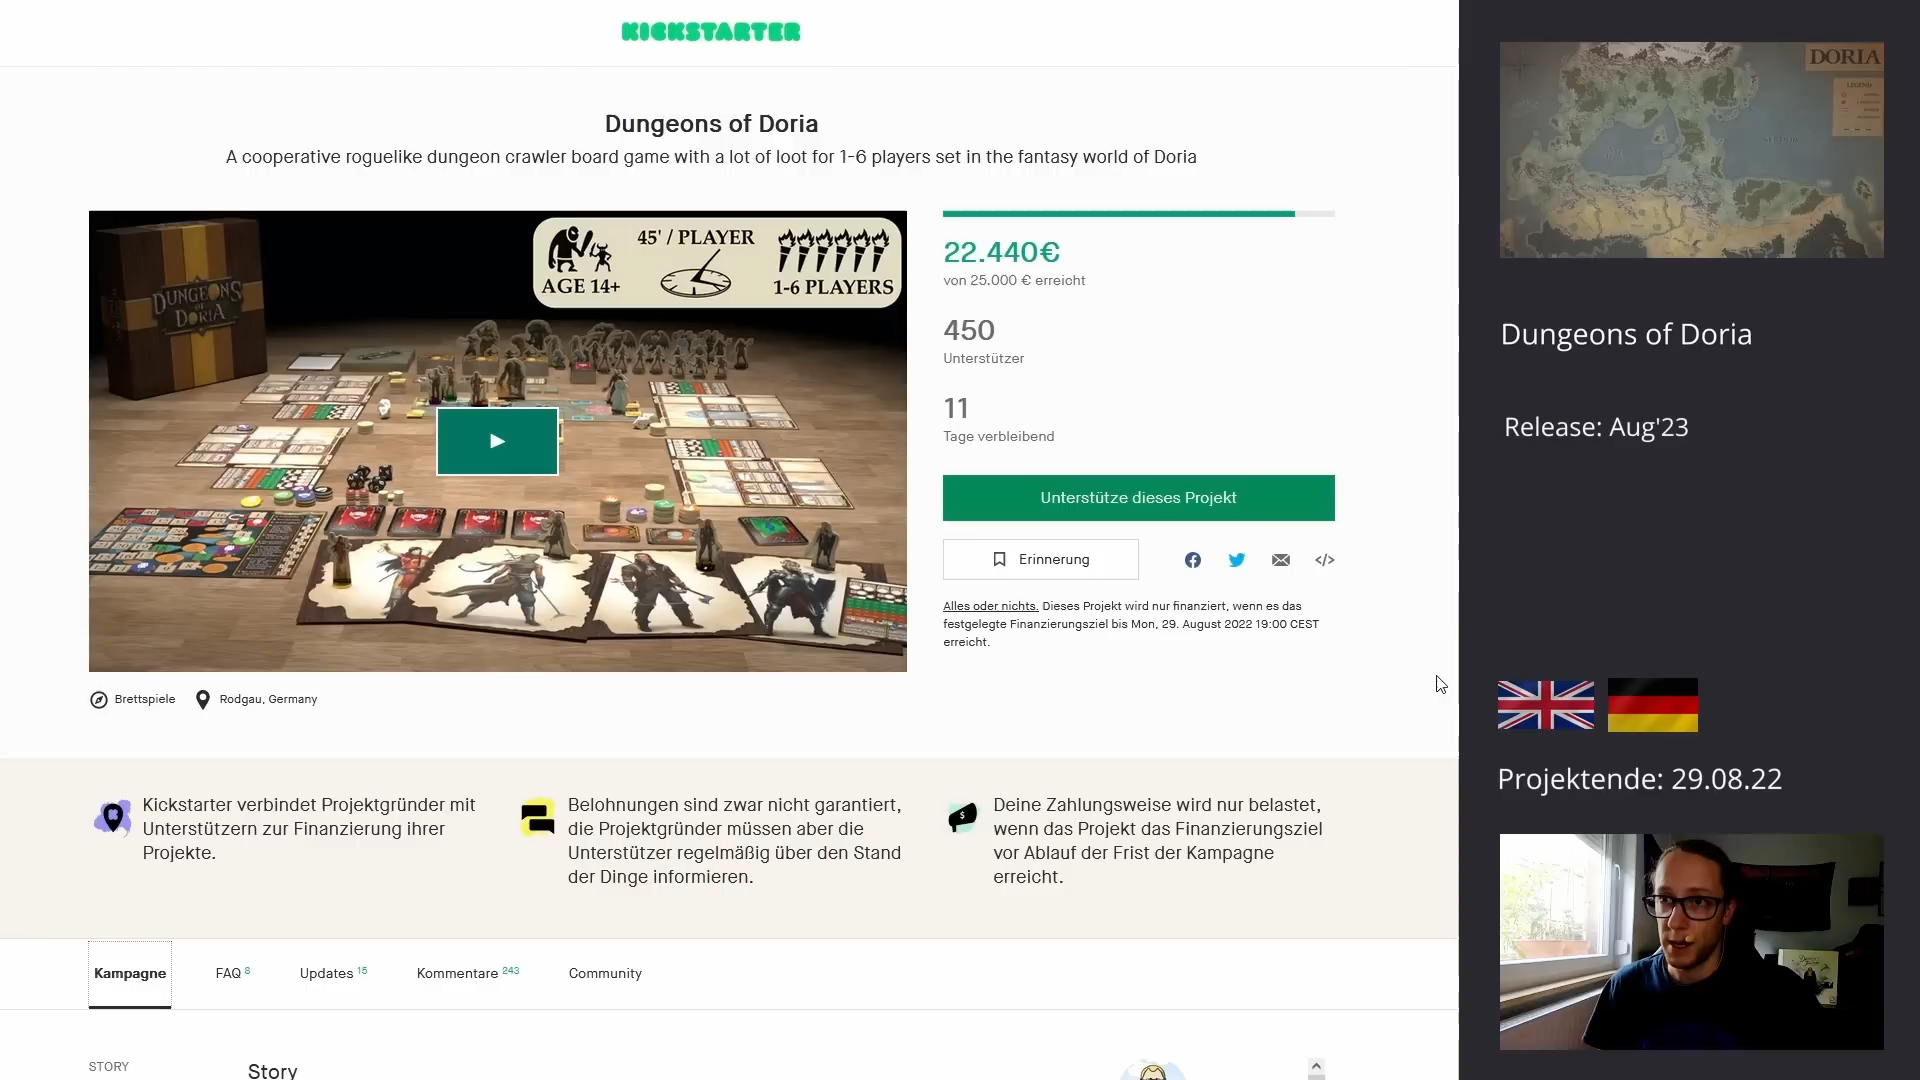 KICKSTARTER
Dungeons of Doria
A cooperative roguelike dungeon crawler board game with a lot of loot for 1-6 players set in the fantasy world of Doria
DUNGEONS
OF
DORIA
AGE 14+
45' / PLAYER
1-6 PLAYERS
22.440€
von 25.000 € erreicht
450
Unterstützer
11
Tage verbleibend
Unterstütze dieses Projekt
Erinnerung
Alles oder nichts. Dieses Projekt wird nur finanziert, wenn es das
festgelegte Finanzierungsziel bis Mon, 29. August 2022 19:00 CEST
erreicht.
Brettspiele
Rodgau, Germany
Kickstarter verbindet Projektgründer mit
Unterstützern zur Finanzierung ihrer
Projekte.
Belohnungen sind zwar nicht garantiert,
die Projektgründer müssen aber die
Unterstützer regelmäßig über den Stand
der Dinge informieren.
Deine Zahlungsweise wird nur belastet,
wenn das Projekt das Finanzierungsziel
vor Ablauf der Frist der Kampagne
erreicht.
Kampagne
FAQ 8
Updates 15
Kommentare 243
Community
STORY
Story
DORIA
LEGEND
Dungeons of Doria
Release: Aug'23
Projektende: 29.08.22